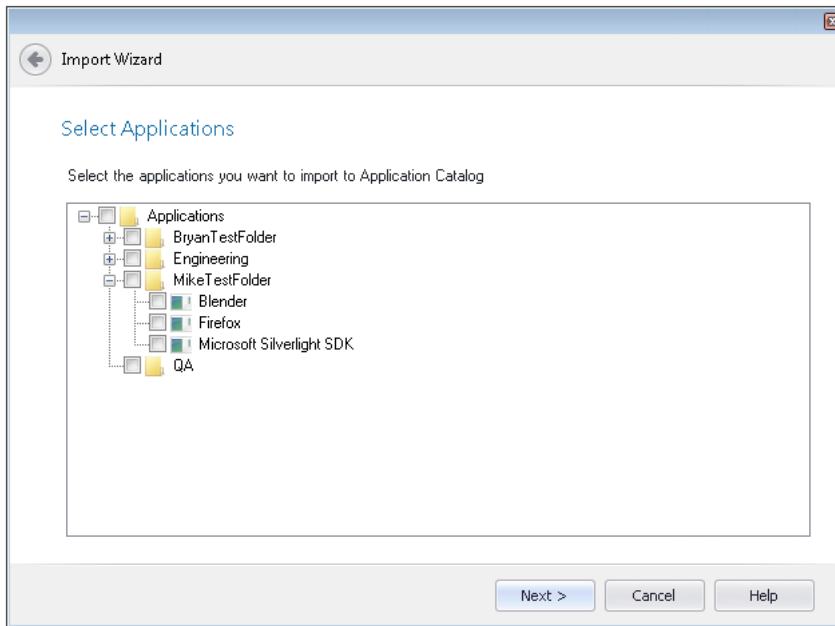 Import Wizard
Select Applications
Select the applications you want to import to Application Catalog
Applications
BryanTestFolder
Engineering
MikeTestFolder
Blender
Firefox
Microsoft Silverlight SDK
QA
Next >
Cancel
Help